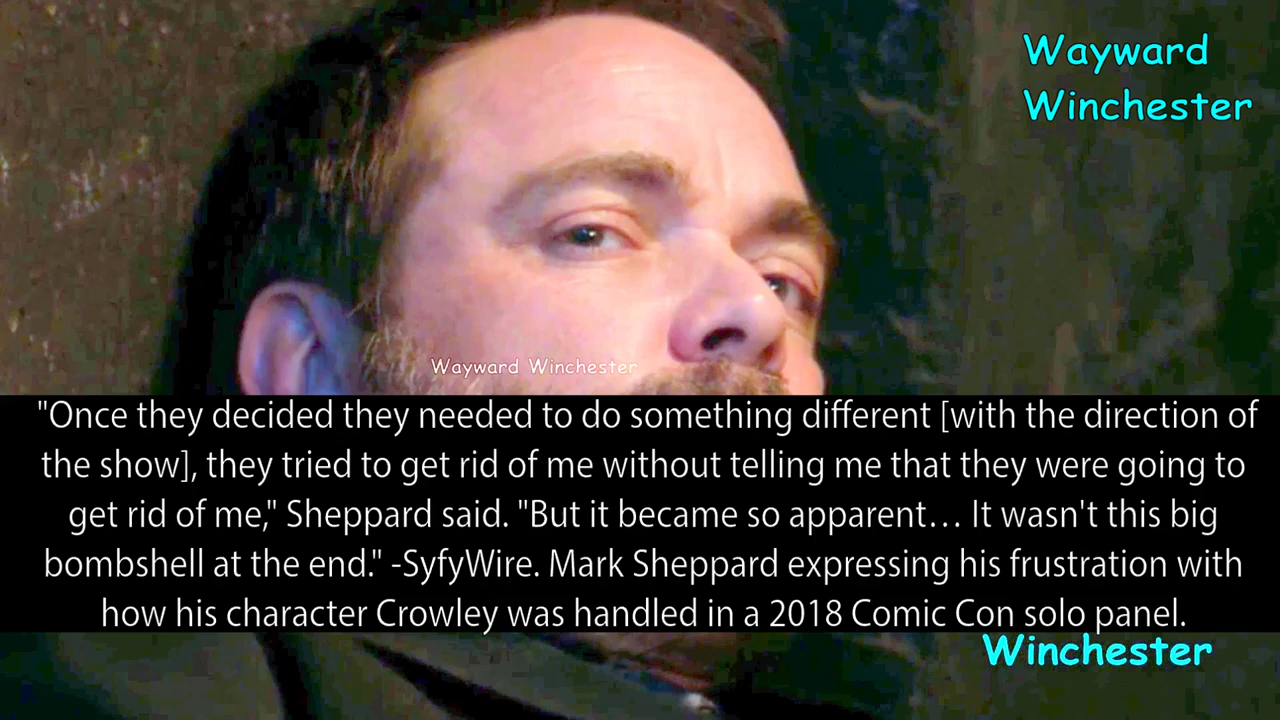 Wayward
Winchester
Wayward Winchester
"Once they decided they needed to do something different [with the direction of
the show], they tried to get rid of me without telling me that they were going to
get rid of me," Sheppard said. "But it became so apparent… It wasn't this big
bombshell at the end." -SyfyWire. Mark Sheppard expressing his frustration with
how his character Crowley was handled in a 2018 Comic Con solo panel.
Winchester